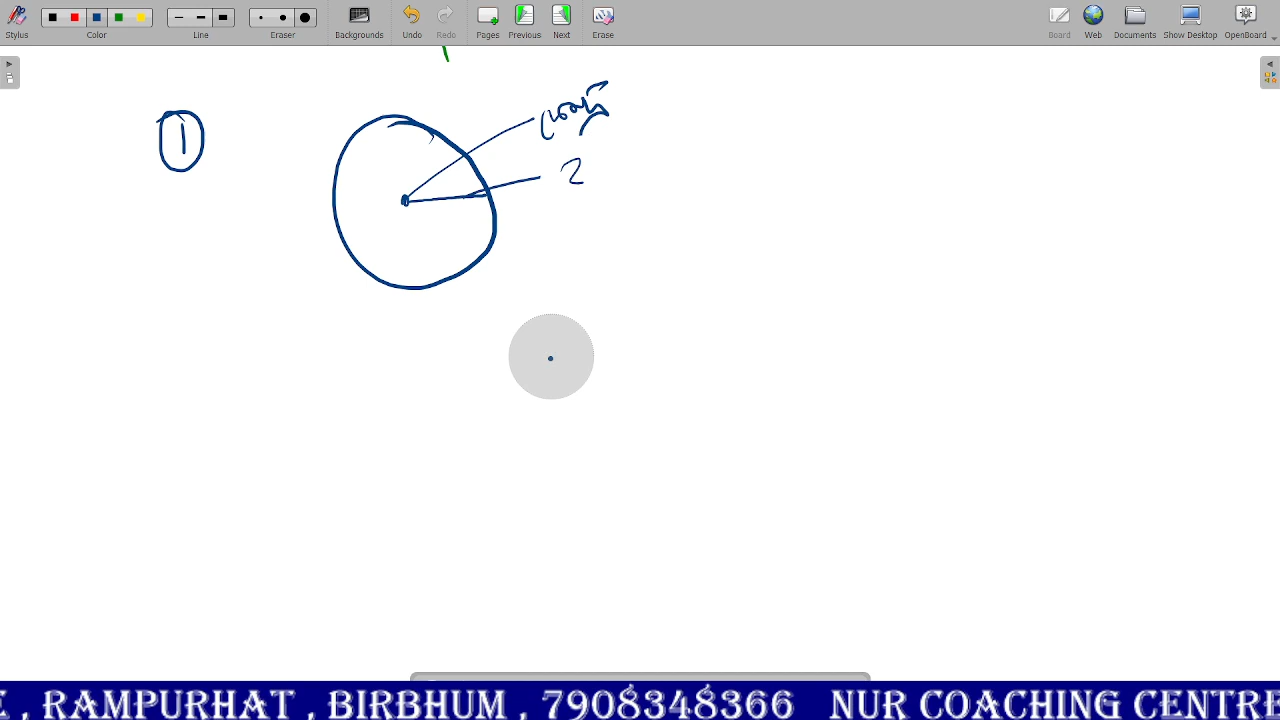 Stylus
Color
Line
Eraser
Backgrounds
Undo
Redo
Pages
Previous
Next
Erase
Board
Web
Documents
Show Desktop
OpenBoard
1
2
E , RAMPURHAT , BIRBHUM , 7908348366 NUR COACHING CENTRE